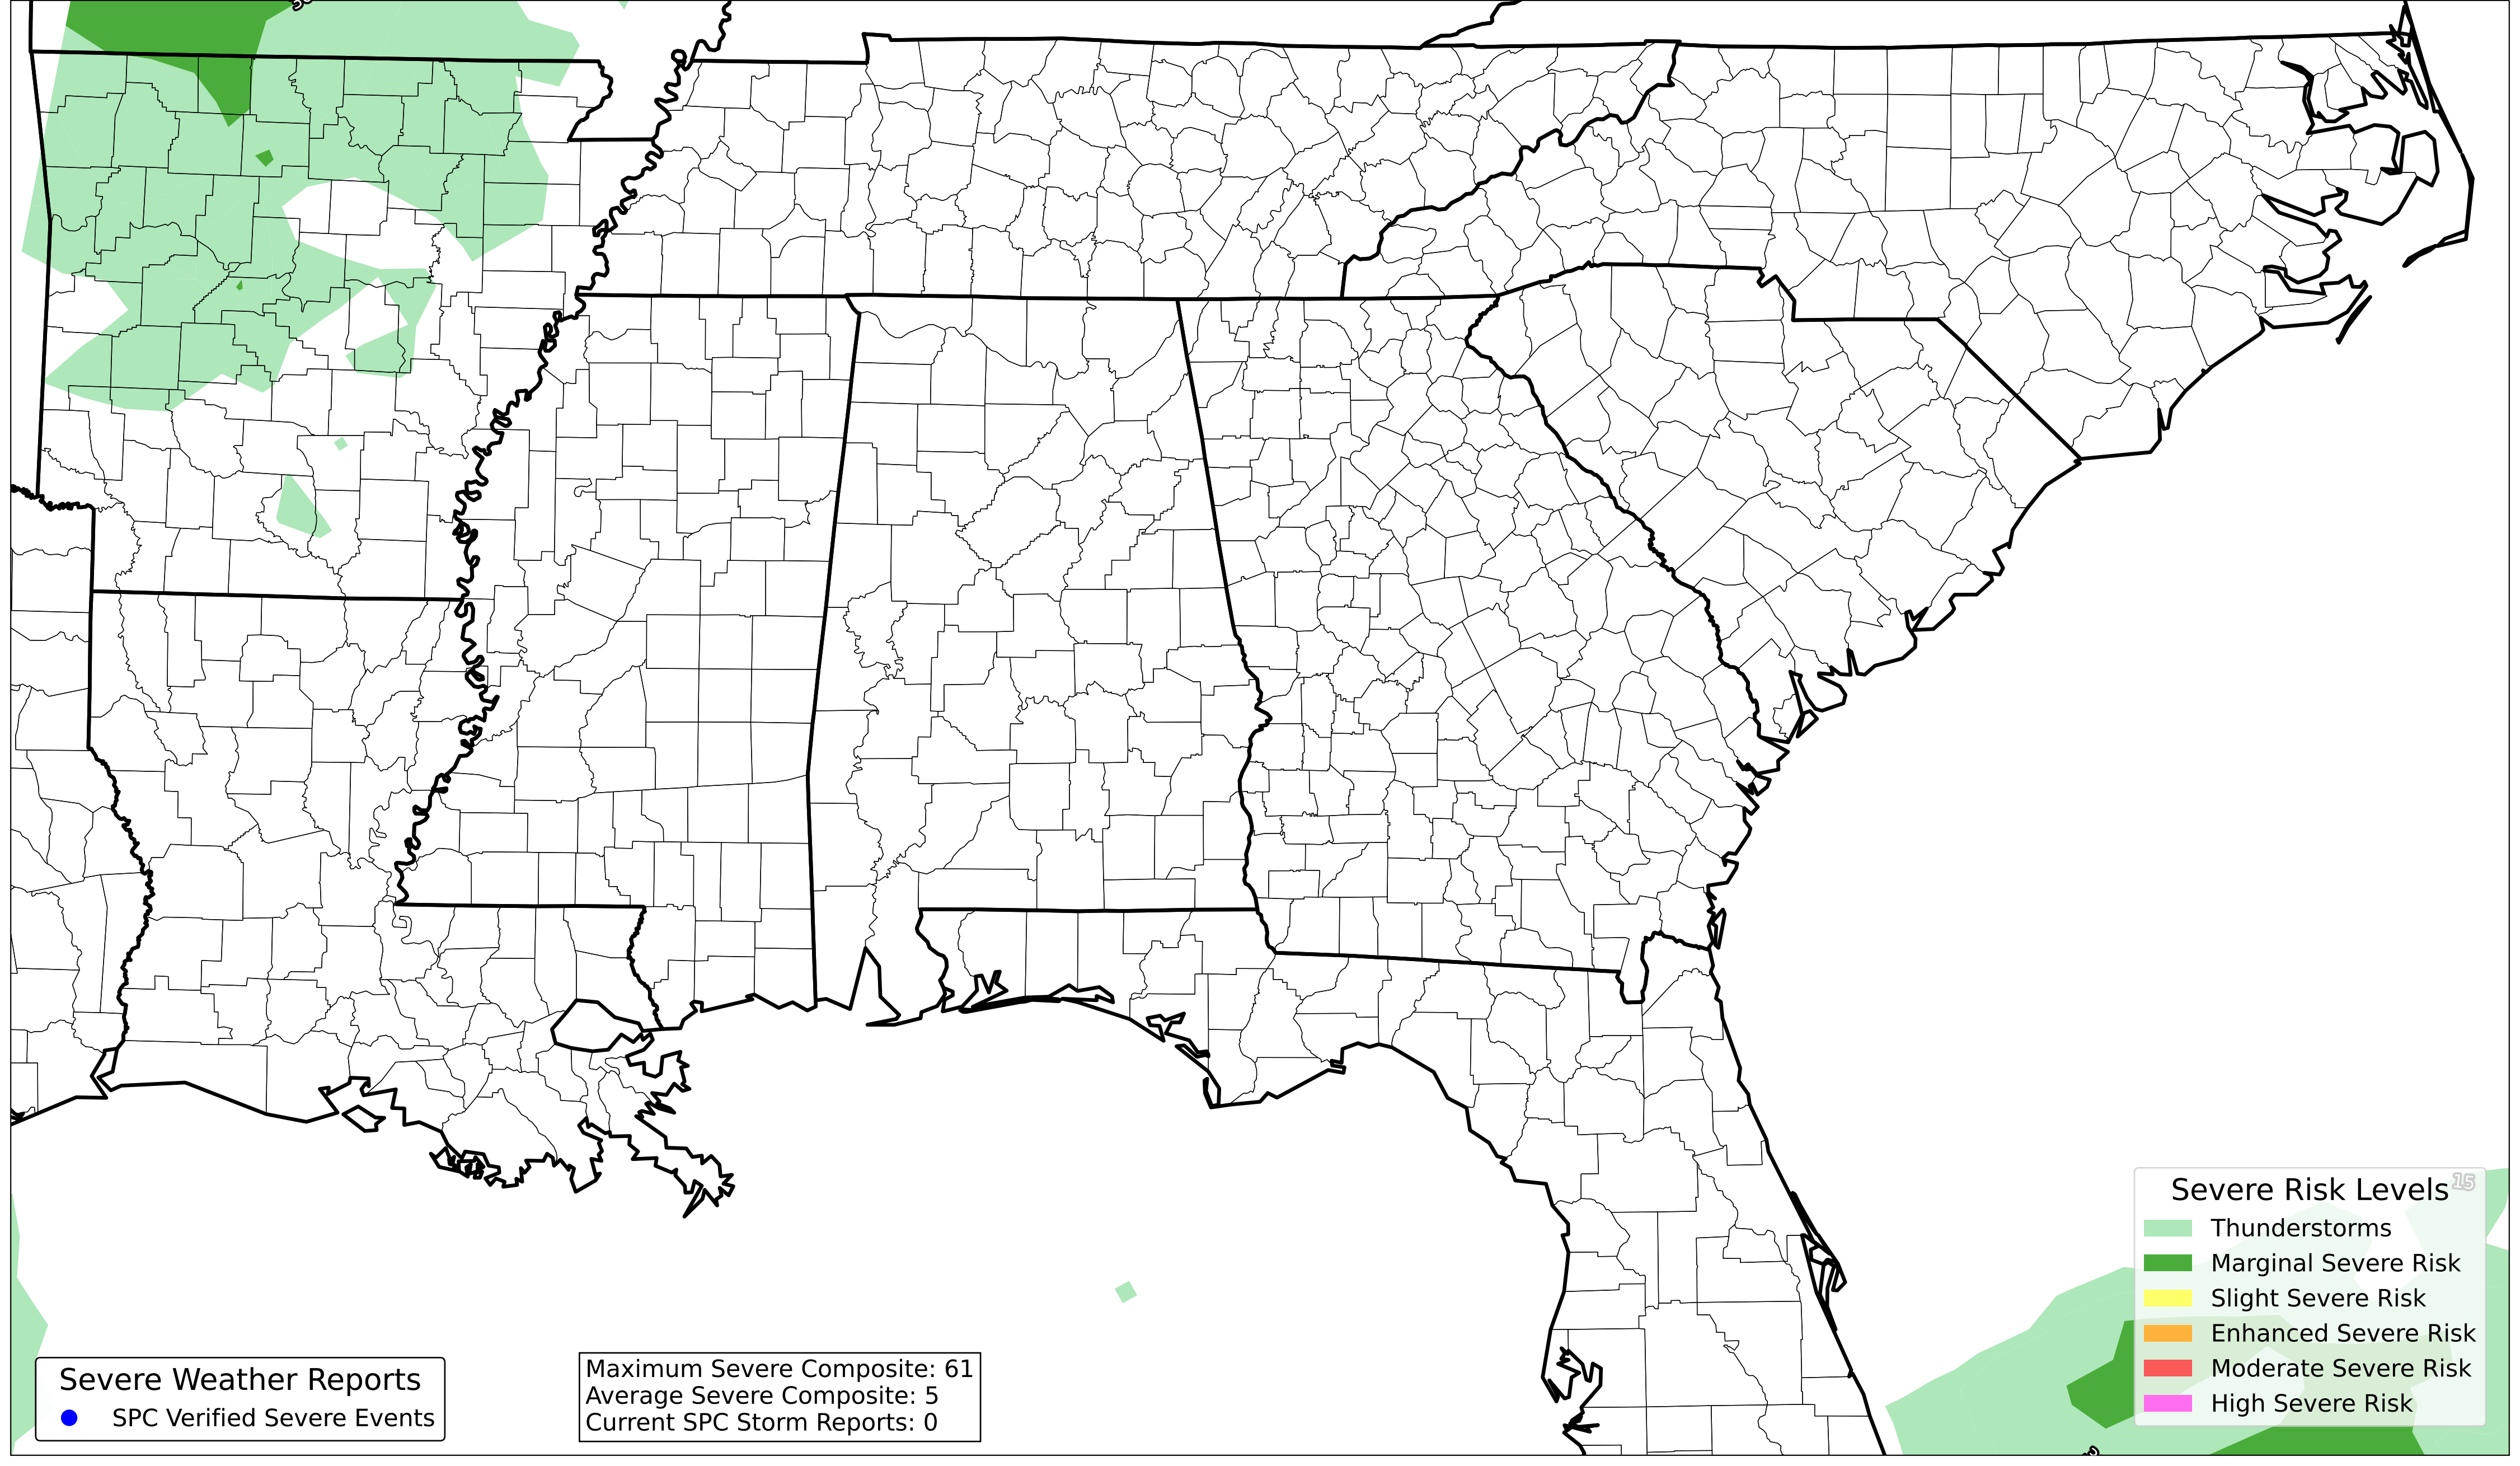 15
Severe Risk Levels
Thunderstorms
Marginal Severe Risk
Slight Severe Risk
Enhanced Severe Risk
Moderate Severe Risk
High Severe Risk
Severe Weather Reports
SPC Verified Severe Events
Maximum Severe Composite: 61
Average Severe Composite: 5
Current SPC Storm Reports: 0